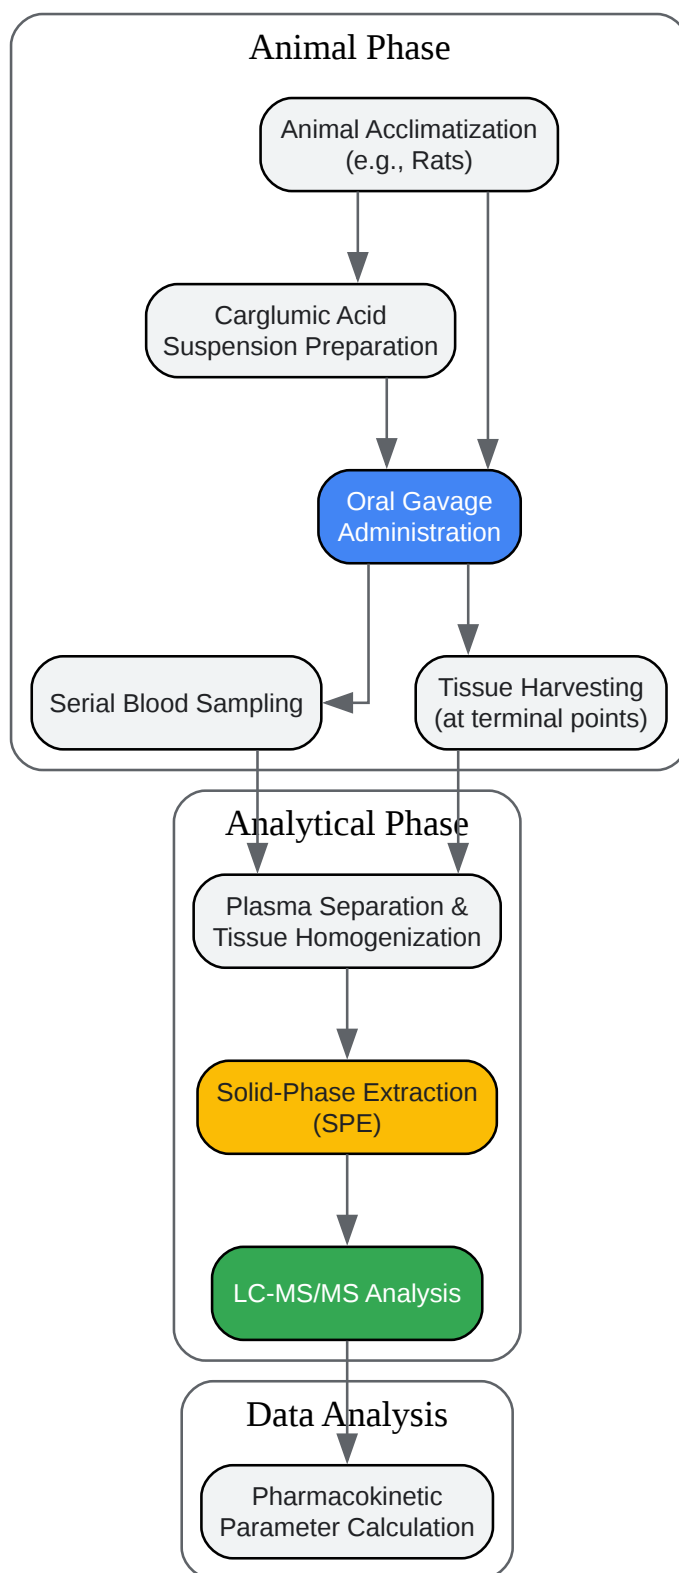 Animal Phase
Animal Acclimatization
(e.g., Rats)
Carglumic Acid
Suspension Preparation
Oral Gavage
Administration
Serial Blood Sampling
Tissue Harvesting
(at terminal points)
Analytical Phase
Plasma Separation &
Tissue Homogenization
Solid-Phase Extraction
(SPE)
LC-MS/MS Analysis
Data Analysis
Pharmacokinetic
Parameter Calculation